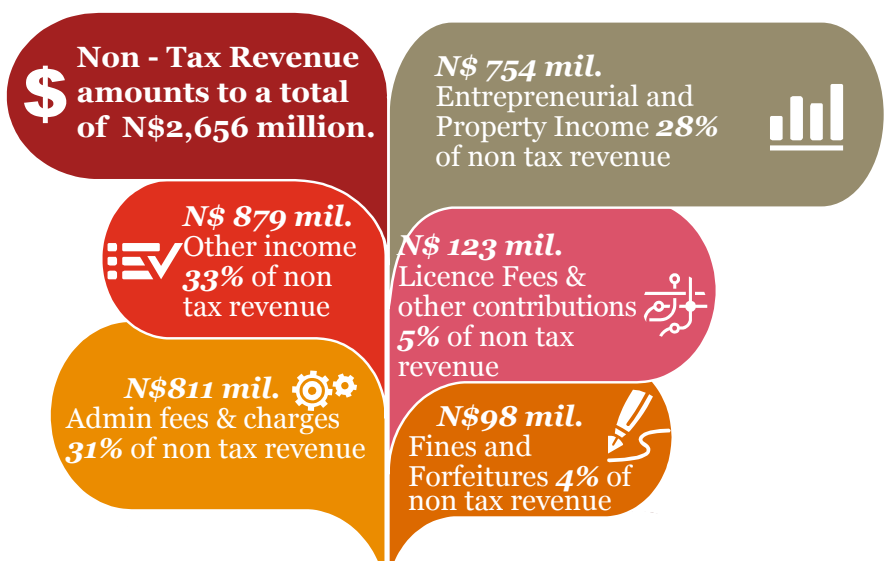 $
Non - Tax Revenue
amounts to a total
of N$2,656 million.
N$ 754 mil.
Entrepreneurial and
Property Income 28%
of non tax revenue
N$ 879 mil.
Other income
33% of non
tax revenue
N$ 123 mil.
Licence Fees &
other contributions
5% of non tax
revenue
N$811 mil.
Admin fees & charges
31% of non tax revenue
N$98 mil.
Fines and
Forfeitures 4% of
non tax revenue